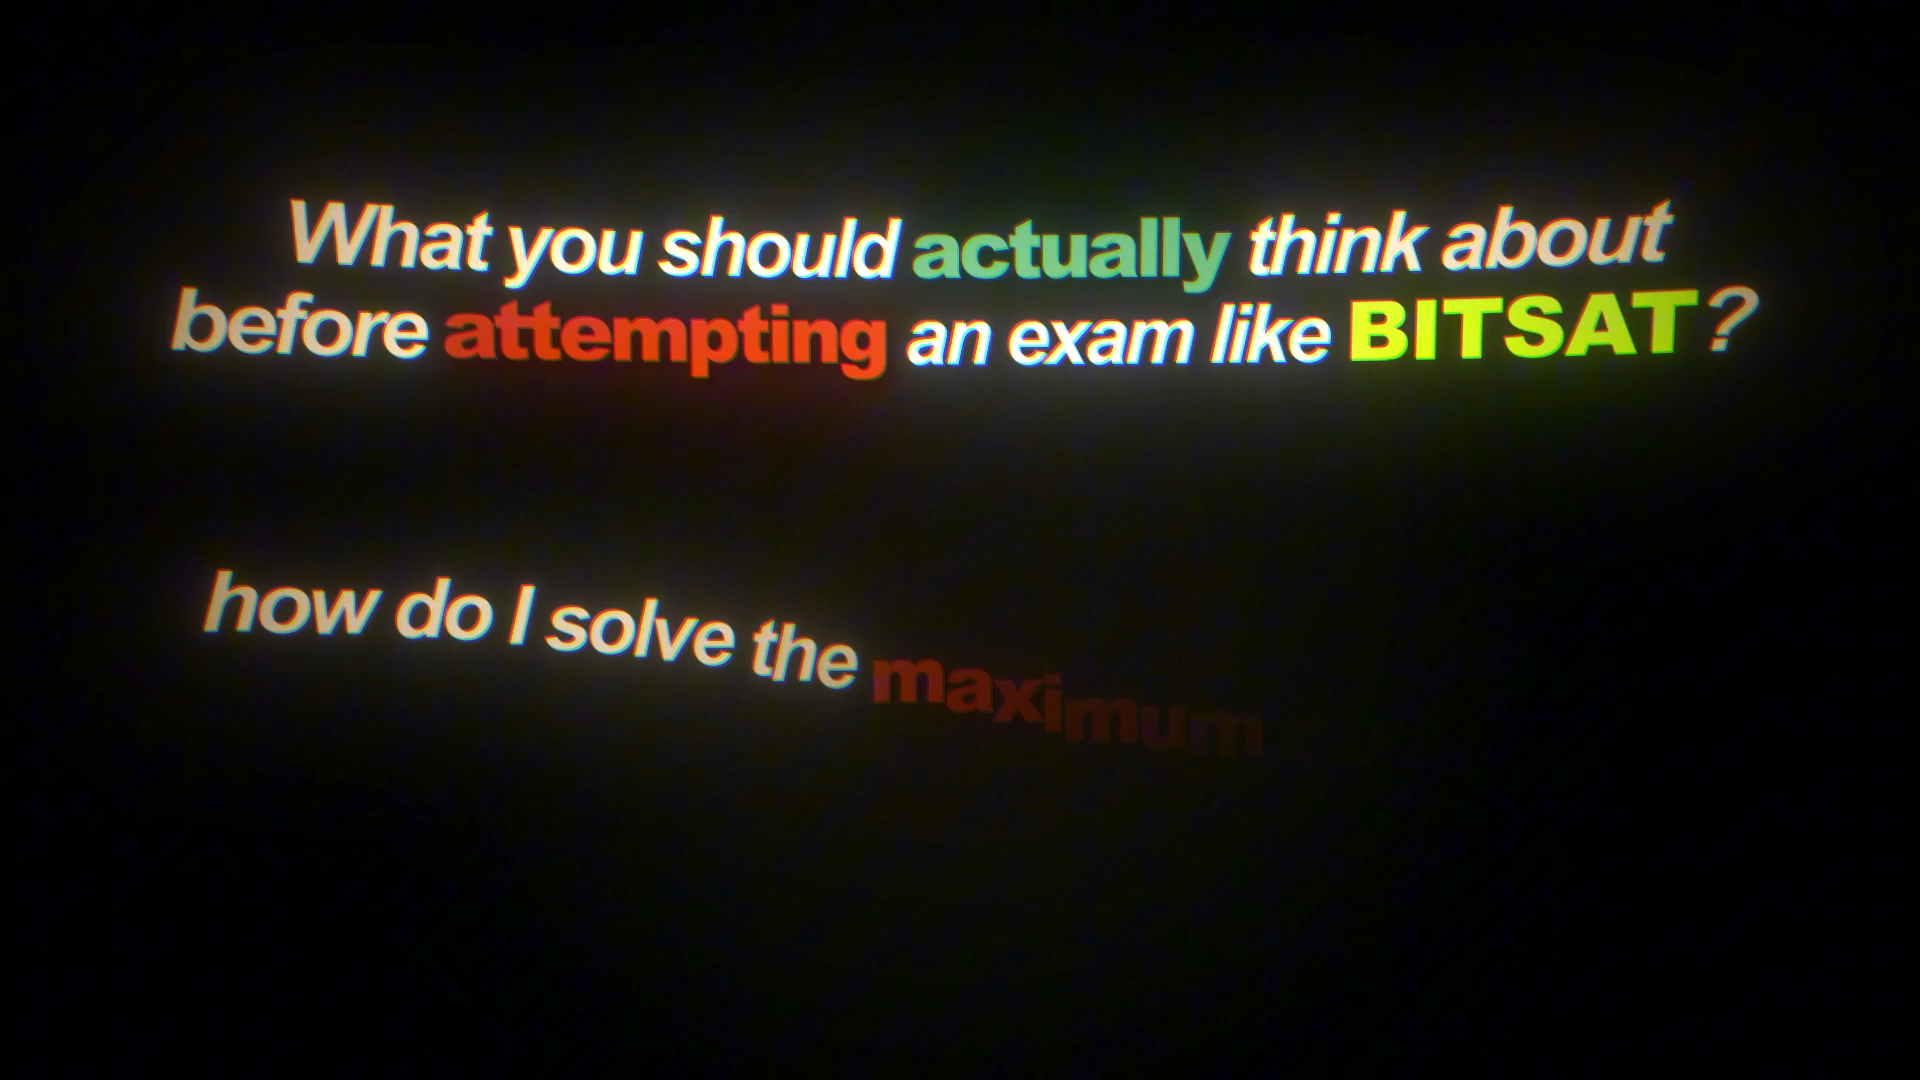 What you should actually think about
before attempting an exam like BITSAT?
how do I solve the maximum